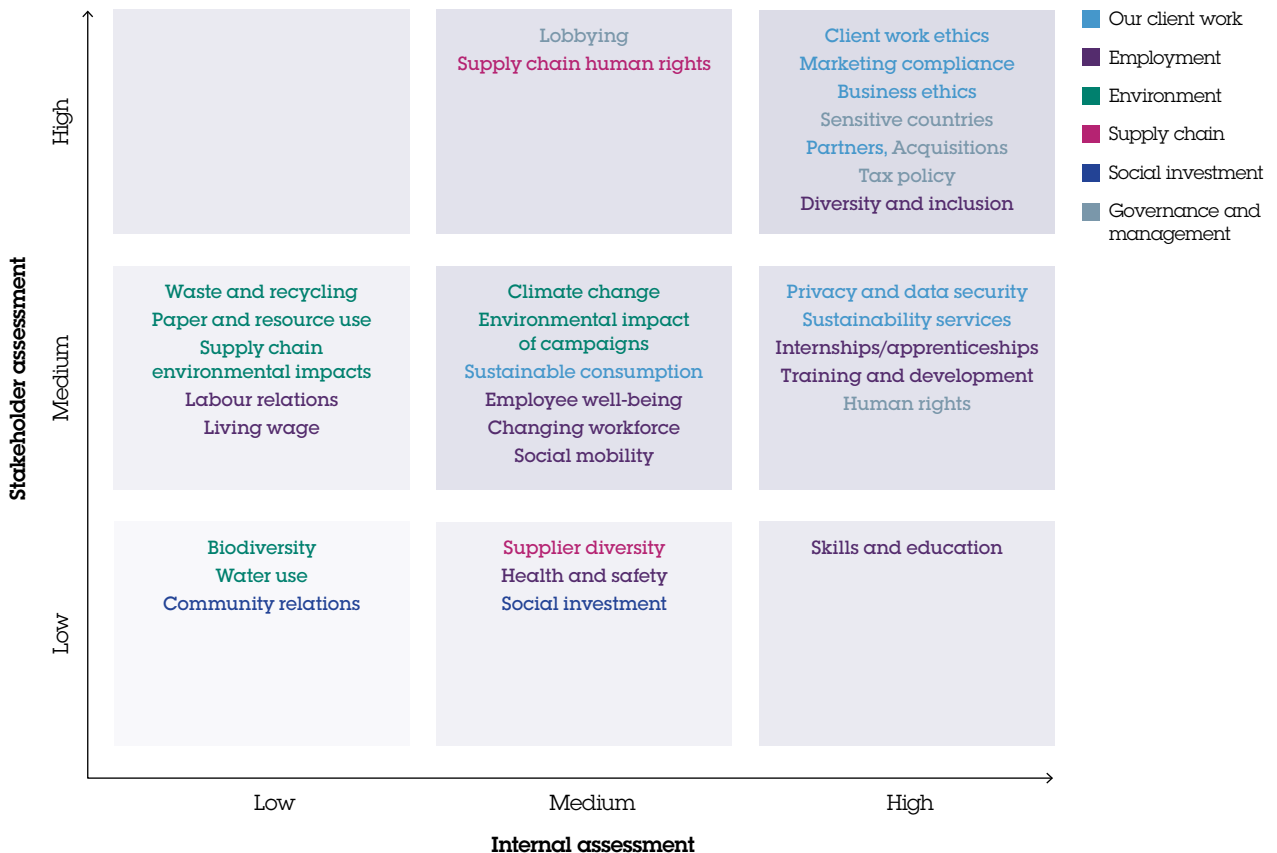 Stakeholder assessment
High
Medium
Low
Lobbying
Supply chain human rights
Client work ethics
Marketing compliance
Business ethics
Sensitive countries
Partners, Acquisitions
Tax policy
Diversity and inclusion
Waste and recycling
Paper and resource use
Supply chain
environmental impacts
Labour relations
Living wage
Climate change
Environmental impact
of campaigns
Sustainable consumption
Employee well-being
Changing workforce
Social mobility
Privacy and data security
Sustainability services
Internships/apprenticeships
Training and development
Human rights
Biodiversity
Water use
Community relations
Supplier diversity
Health and safety
Social investment
Skills and education
Low
Medium
High
Internal assessment
Our client work
Employment
Environment
Supply chain
Social investment
Governance and
management